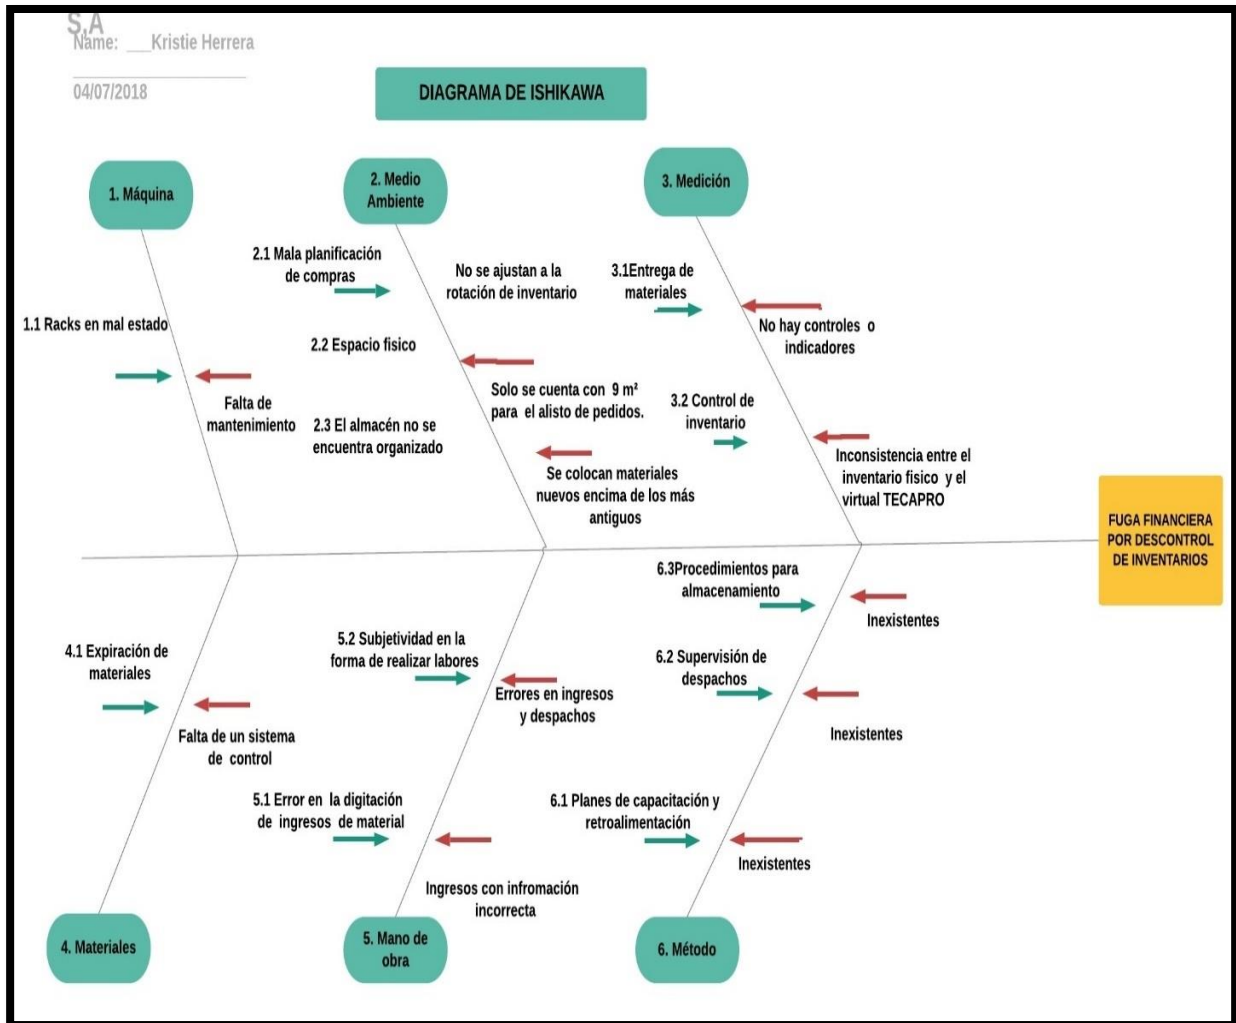 S,A
Name: ___Kristie Herrera
04/07/2018
DIAGRAMA DE ISHIKAWA
1. Máquina
2. Medio
Ambiente
3. Medición
1.1 Racks en mal estado
Falta de
mantenimiento
2.1 Mala planificación
de compras
No se ajustan a la
rotación de inventario
2.2 Espacio fisico
Solo se cuenta con 9 m²
para el alisto de pedidos.
2.3 El almacén no se
encuentra organizado
Se colocan materiales
nuevos encima de los más
antiguos
3.1Entrega de
materiales
No hay controles o
indicadores
3.2 Control de
inventario
Inconsistencia entre el
inventario fisico y el
virtual TECAPRO
FUGA FINANCIERA
POR DESCONTROL
DE INVENTARIOS
4.1 Expiración de
materiales
Falta de un sistema
de control
5.2 Subjetividad en la
forma de realizar labores
Errores en ingresos
y despachos
5.1 Error en la digitación
de ingresos de material
Ingresos con infromación
incorrecta
6.3Procedimientos para
almacenamiento
Inexistentes
6.2 Supervisión de
despachos
Inexistentes
6.1 Planes de capacitación y
retroalimentación
Inexistentes
4. Materiales
5. Mano de
obra
6. Método